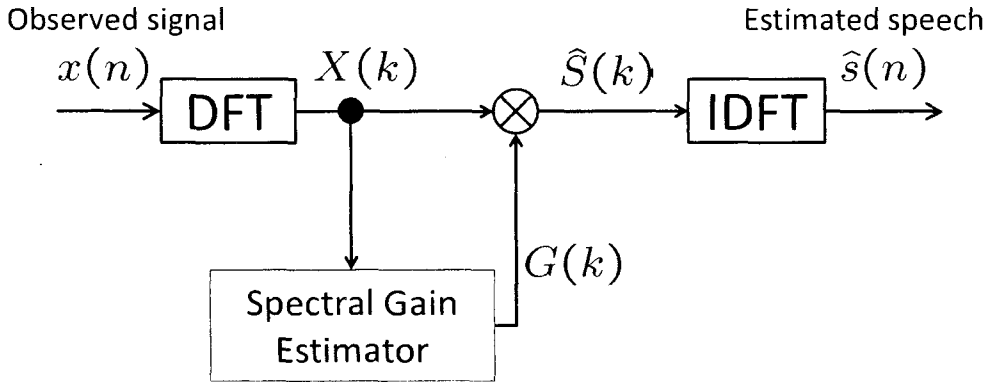 Observed signal
Estimated speech
x(n)
X(k)
Ŝ(k)
ŝ(n)
DFT
IDFT
G(k)
Spectral Gain
Estimator